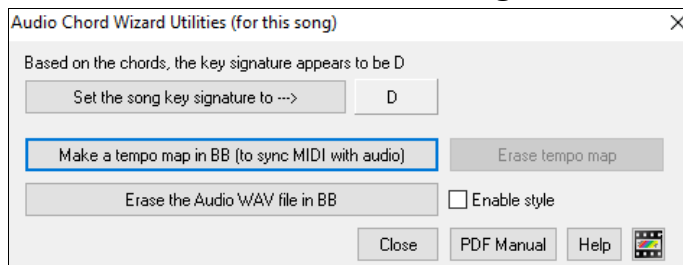 Audio Chord Wizard Utilities (for this song)
Based on the chords, the key signature appears to be D
Set the song key signature to ---> D
Make a tempo map in BB (to sync MIDI with audio) Erase tempo map
Erase the Audio WAV file in BB Enable style
Close PDF Manual Help